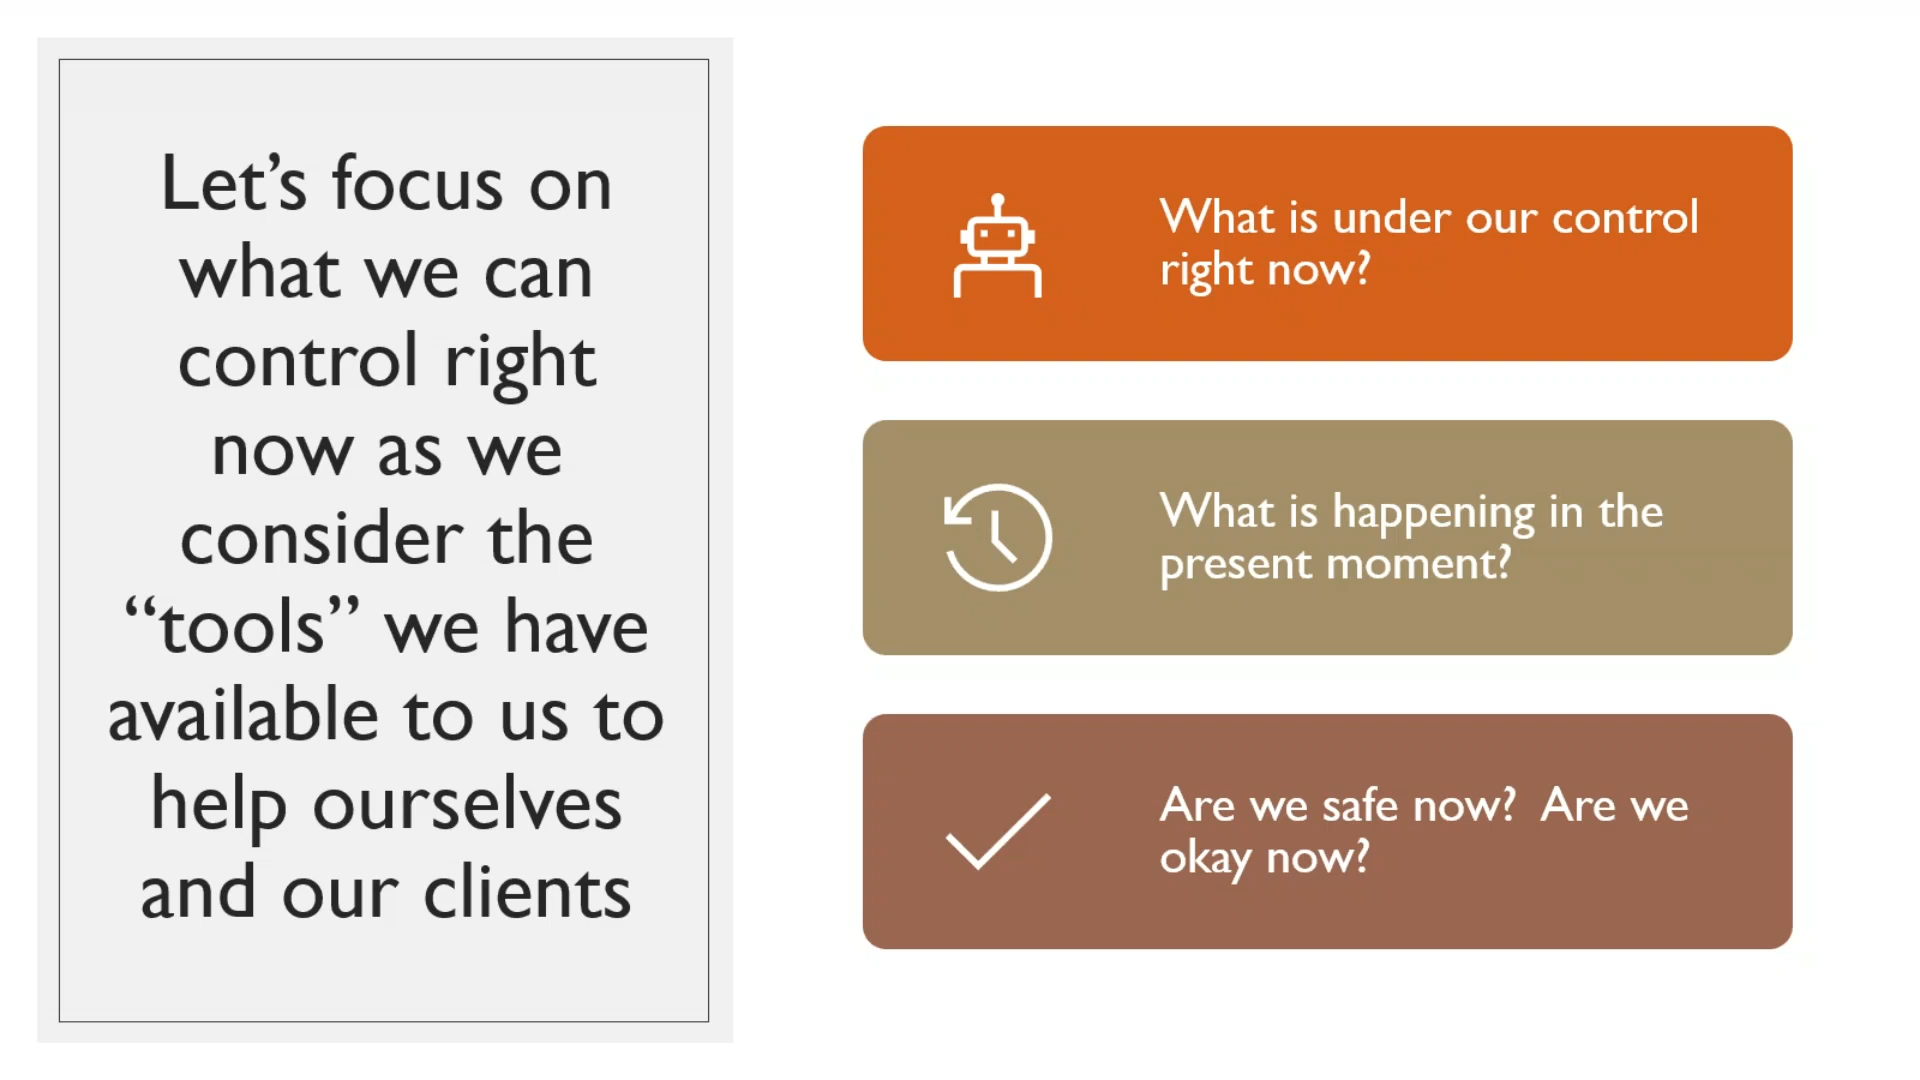 Let’s focus on
what we can
control right
now as we
consider the
“tools” we have
available to us to
help ourselves
and our clients
What is under our control
right now?
What is happening in the
present moment?
Are we safe now?  Are we
okay now?